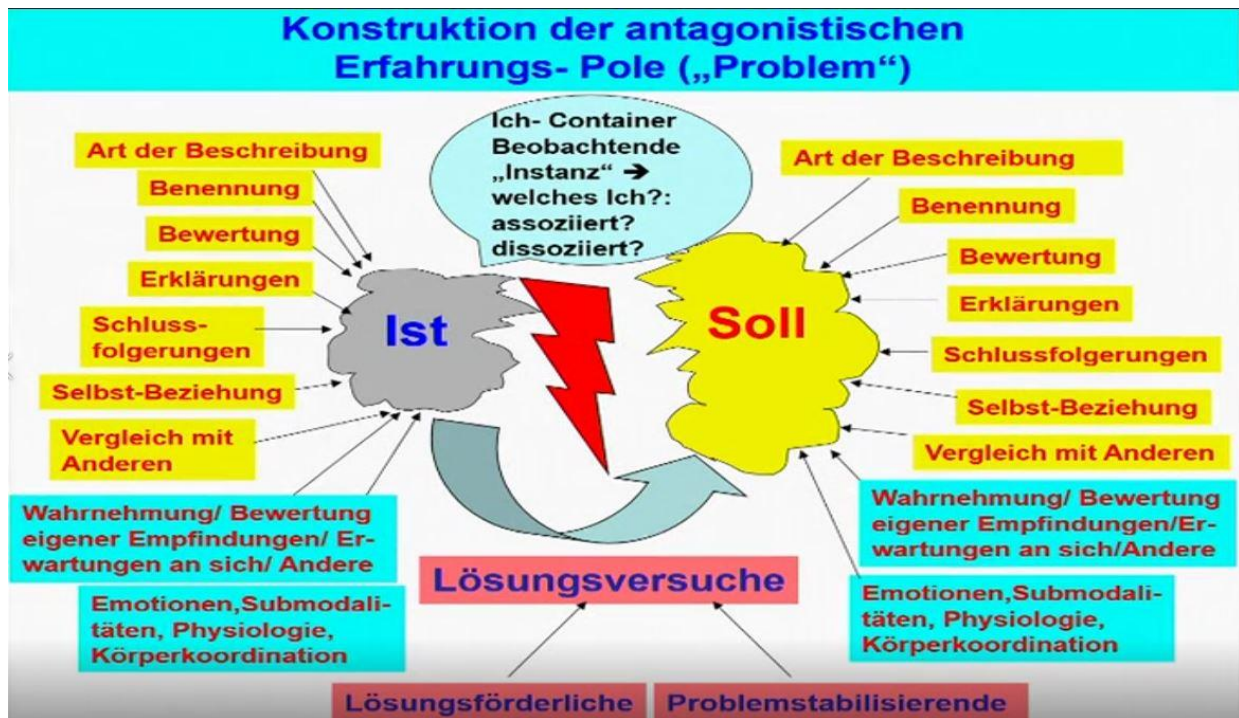 Konstruktion der antagonistischen
Erfahrungs- Pole („Problem“)
Ich- Container
Beobachtende
„Instanz“ ➔
welches Ich?:
assoziiert?
dissoziiert?
Art der Beschreibung
Benennung
Bewertung
Erklärungen
Schluss-
folgerungen
Selbst-Beziehung
Vergleich mit
Anderen
Wahrnehmung/ Bewertung
eigener Empfindungen/ Er-
wartungen an sich/ Andere
Emotionen,Submodali-
täten, Physiologie,
Körperkoordination
Ist
Soll
Art der Beschreibung
Benennung
Bewertung
Erklärungen
Schlussfolgerungen
Selbst-Beziehung
Vergleich mit Anderen
Wahrnehmung/ Bewertung
eigener Empfindungen/Er-
wartungen an sich/Andere
Emotionen,Submodali-
täten, Physiologie,
Körperkoordination
Lösungsversuche
Lösungsförderliche
Problemstabilisierende